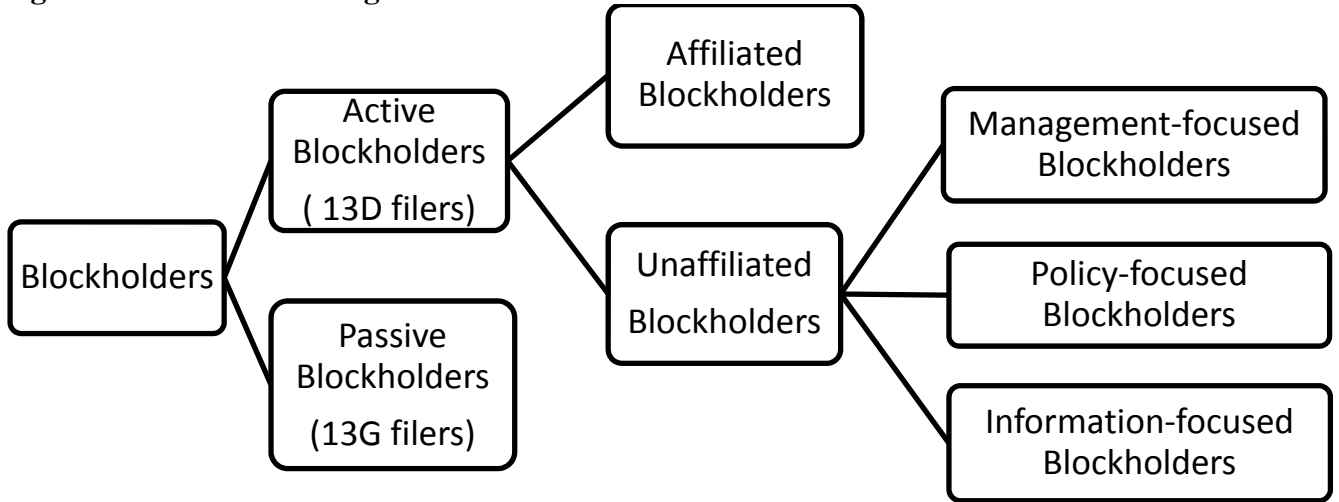 Active
Blockholders
( 13D filers)
Affiliated
Blockholders
Management-focused
Blockholders
Blockholders
Unaffiliated
Blockholders
Policy-focused
Blockholders
Passive
Blockholders
(13G filers)
Information-focused
Blockholders